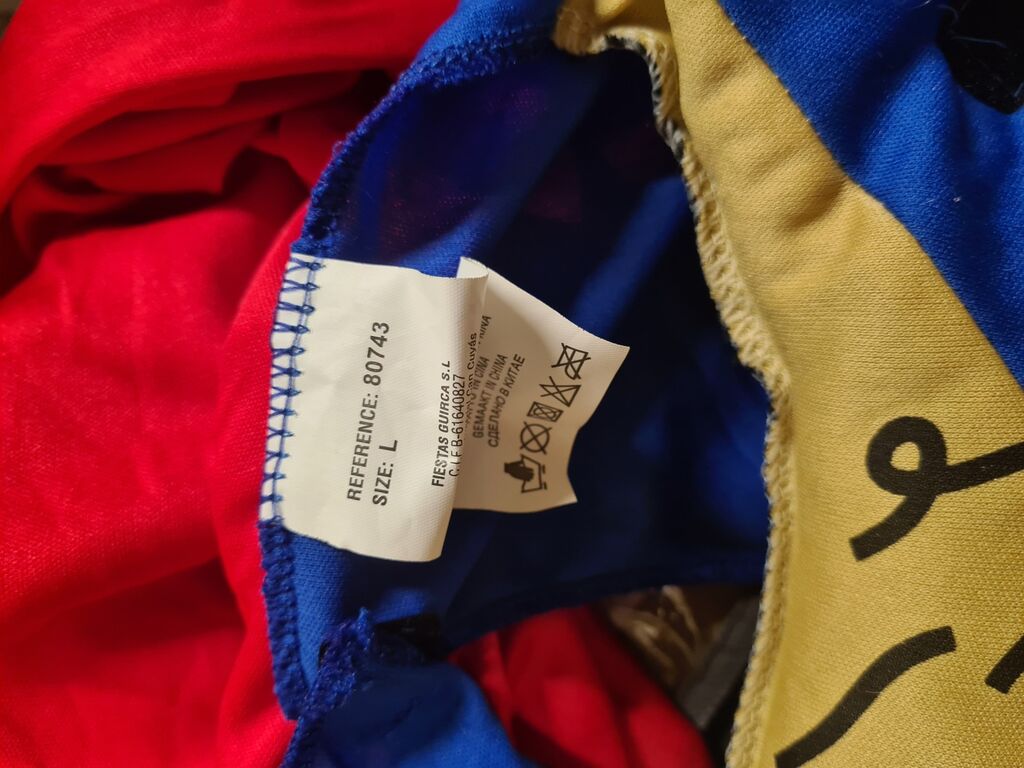 REFERENCE: 80743
SIZE: L
FIESTAS GUIRCA S.L
C.I.F B-61640827
GEMAAKT IN CHINA
СДЕЛАНО В КИТАЕ